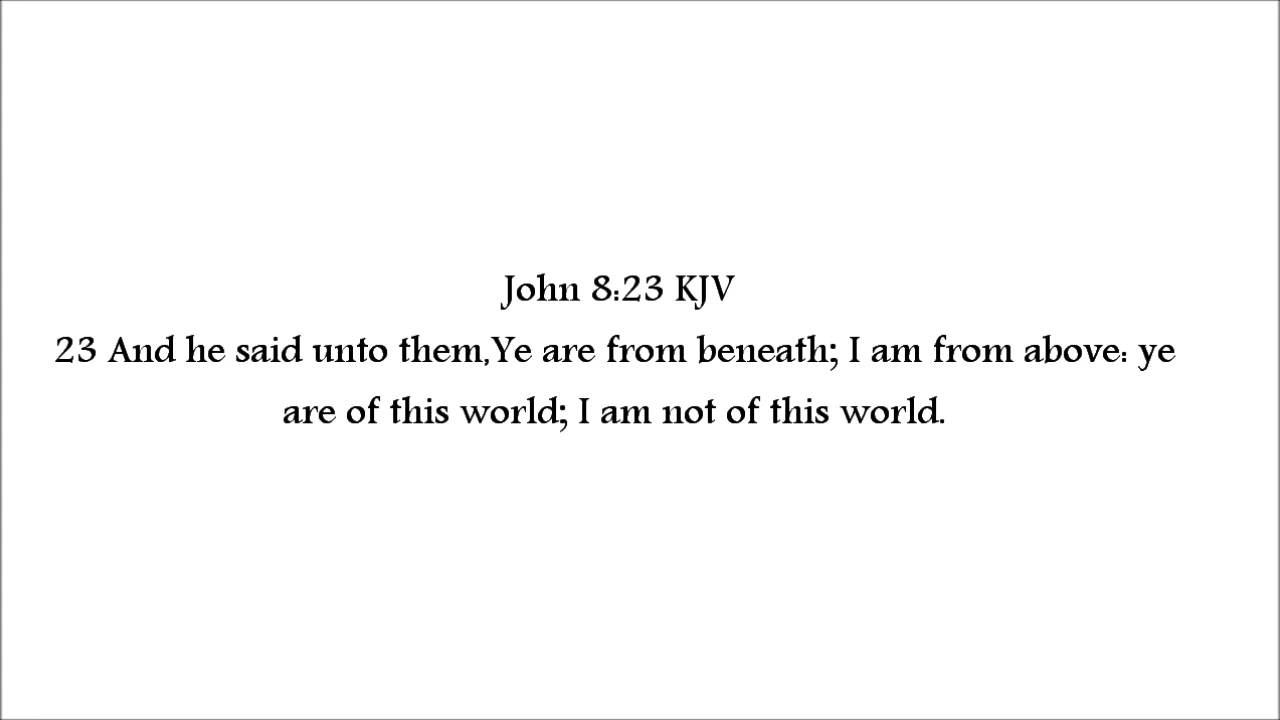 John 8:23 KJV
23 And he said unto them,Ye are from beneath; I am from above: ye
are of this world; I am not of this world.